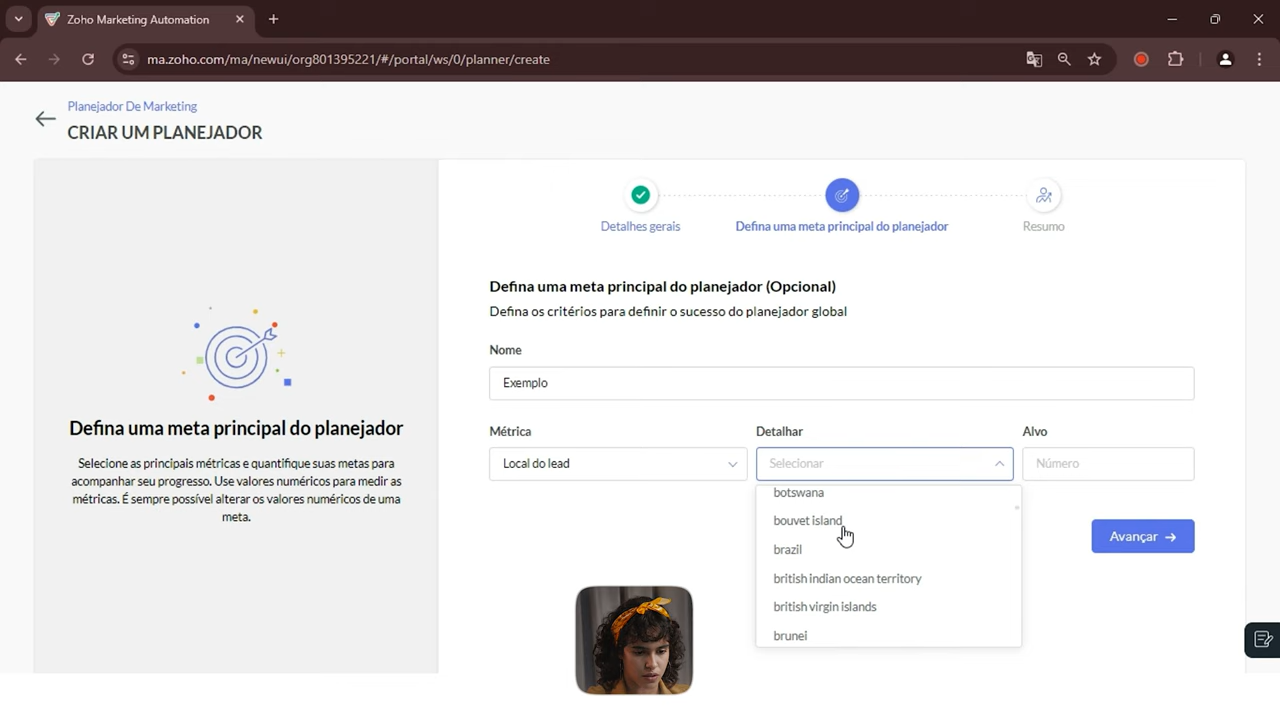 Zoho Marketing Automation
ma.zoho.com/ma/newui/org801395221/#/portal/ws/0/planner/create
Planejador De Marketing
CRIAR UM PLANEJADOR
Detalhes gerais
Defina uma meta principal do planejador
Resumo
Defina uma meta principal do planejador (Opcional)
Defina os critérios para definir o sucesso do planejador global
Nome
Exemplo
Métrica
Detalhar
Alvo
Local do lead
Selecionar
Número
botswana
bouvet island
brazil
british indian ocean territory
british virgin islands
brunei
Avançar →
Defina uma meta principal do planejador
Selecione as principais métricas e quantifique suas metas para
acompanhar seu progresso. Use valores numéricos para medir as
métricas. É sempre possível alterar os valores numéricos de uma
meta.